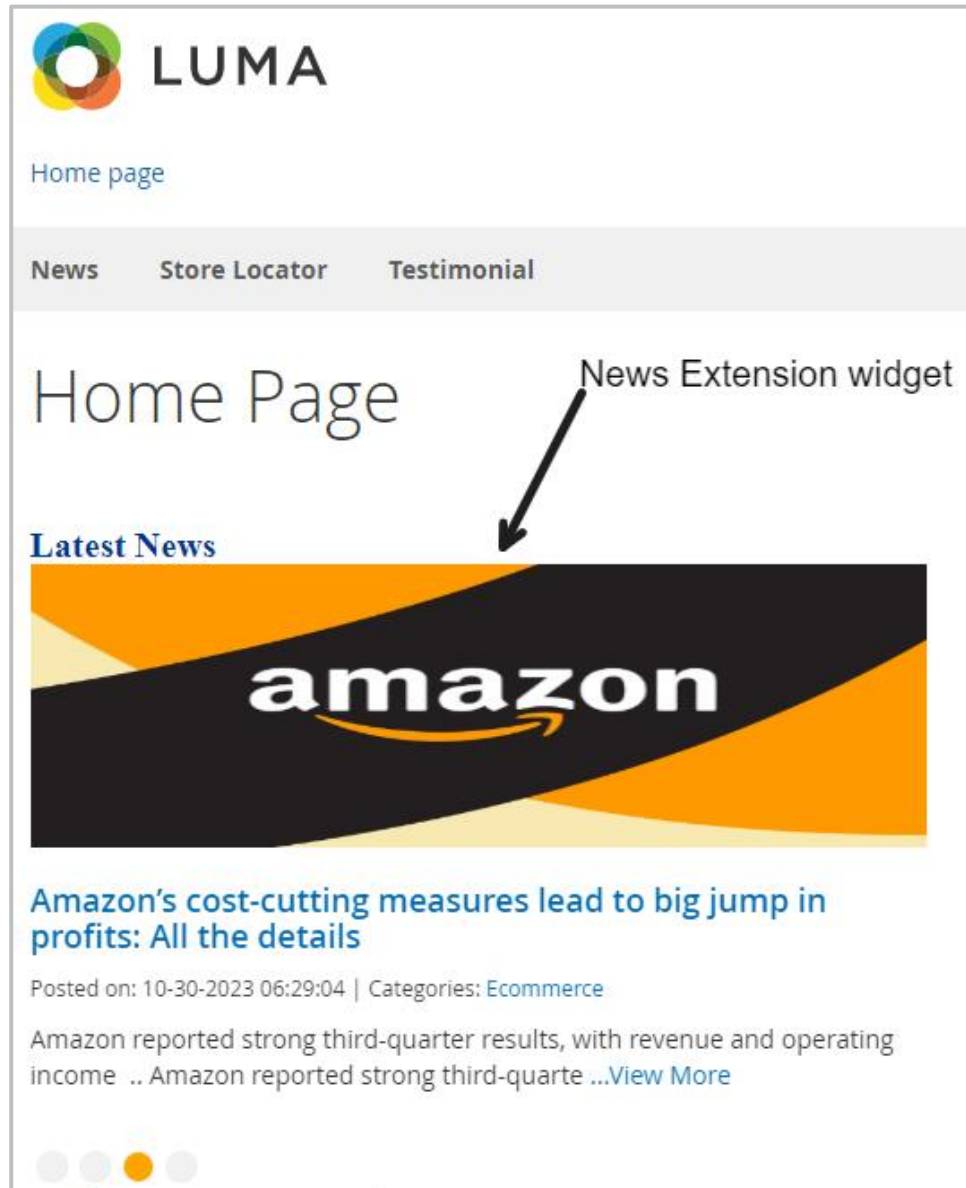 LUMA
Home page
News Store Locator Testimonial
Home Page
News Extension widget
Latest News
amazon
Amazon’s cost-cutting measures lead to big jump in
profits: All the details
Posted on: 10-30-2023 06:29:04 | Categories: Ecommerce
Amazon reported strong third-quarter results, with revenue and operating
income .. Amazon reported strong third-quarte ...View More